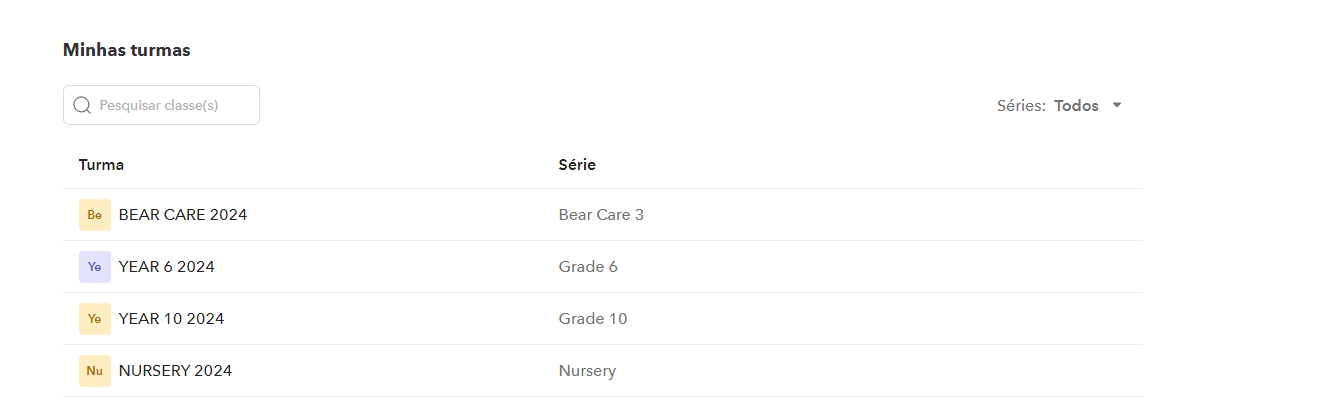 Minhas turmas
Pesquisar classe(s)
Séries: Todos
Turma Série
Be BEAR CARE 2024 Bear Care 3
Ye YEAR 6 2024 Grade 6
Ye YEAR 10 2024 Grade 10
Nu NURSERY 2024 Nursery